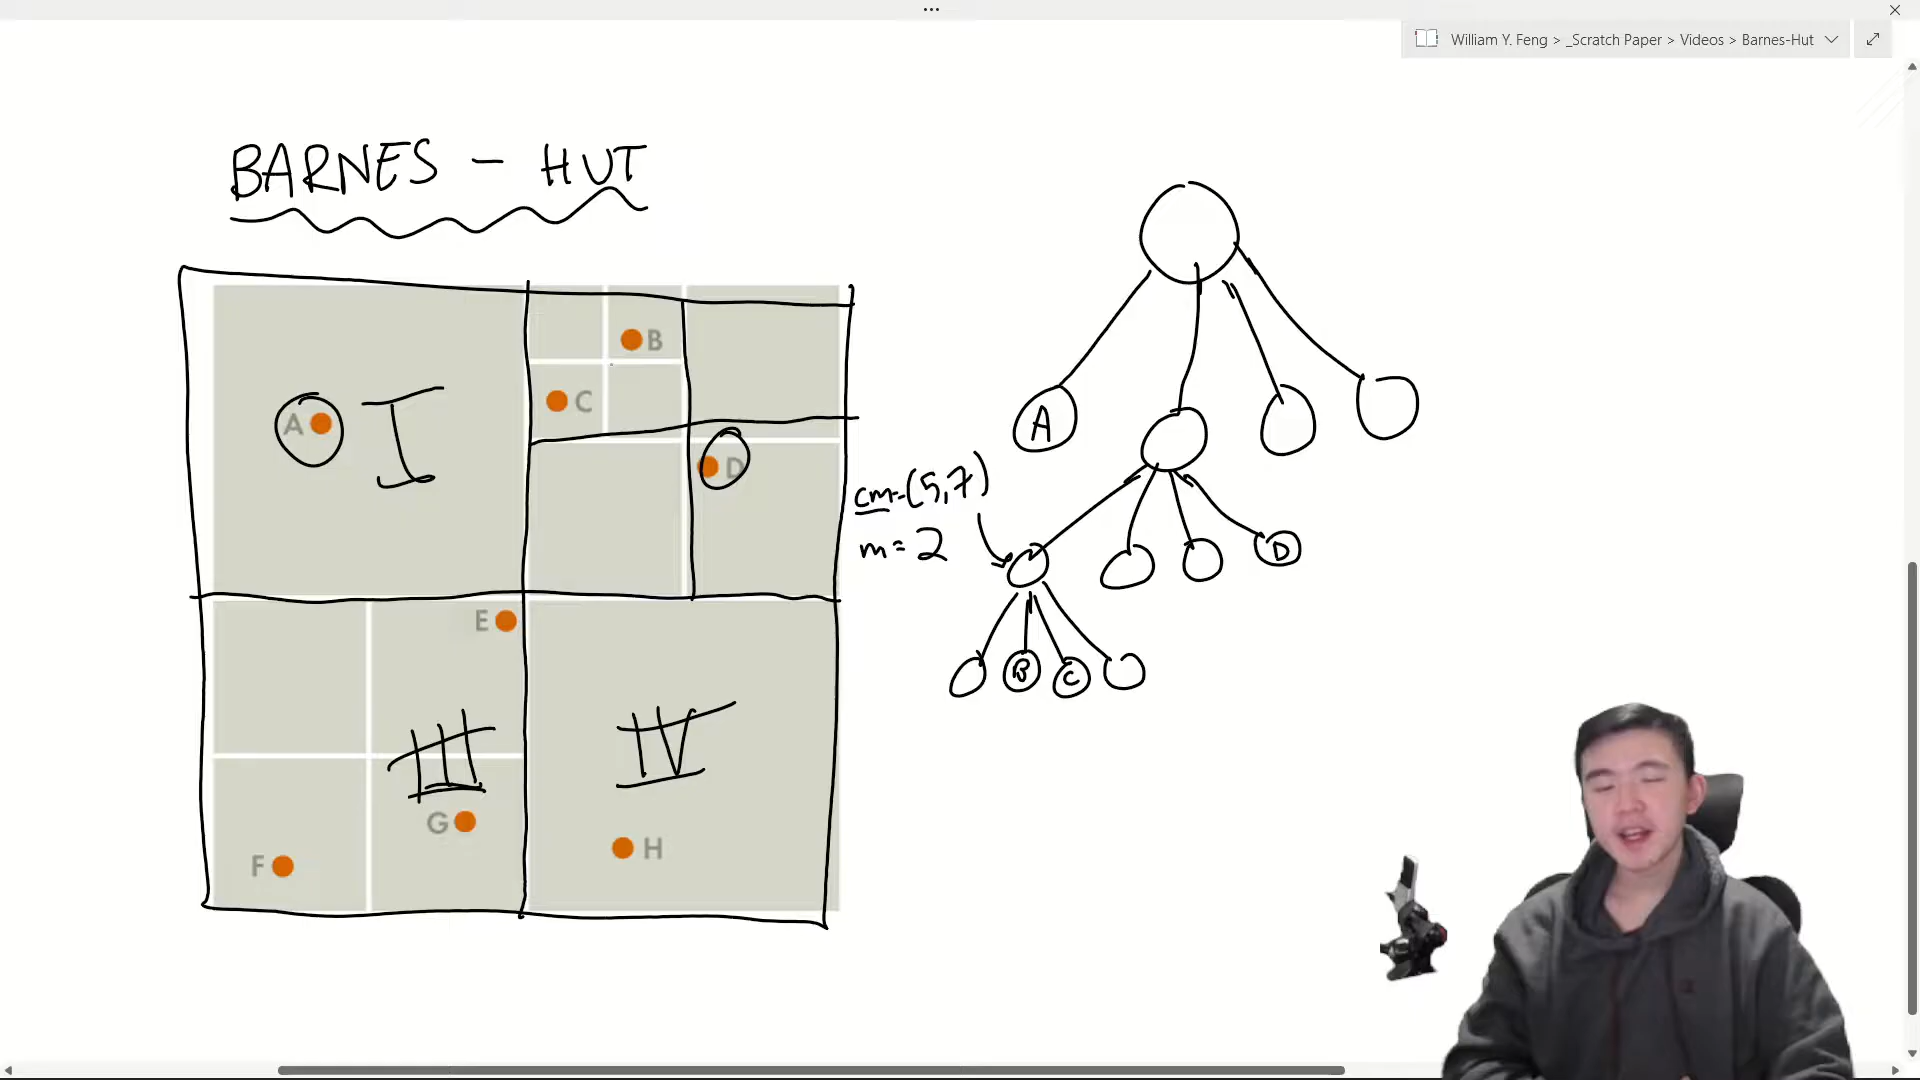 ...
William Y. Feng > _Scratch Paper > Videos > Barnes-Hut
BARNES - HUT
B
C
A
I
D
E
III
IV
G
H
F
A
cm=(5,7)
m=2
D
B
C